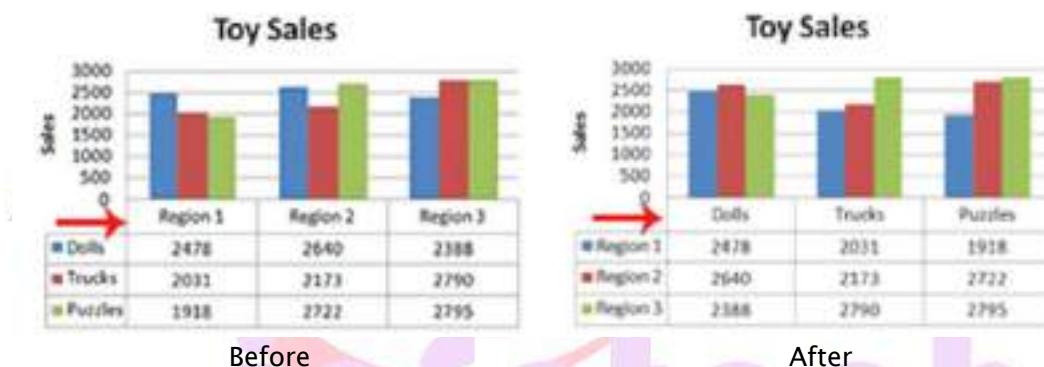 Toy Sales
Sales
3000
2500
2000
1500
1000
500
0
Region 1 Region 2 Region 3
Dolls 2478 2640 2388
Trucks 2031 2173 2790
Puzzles 1918 2722 2795
Before
Toy Sales
Sales
3000
2500
2000
1500
1000
500
0
Dolls Trucks Puzzles
Region 1 2478 2031 1918
Region 2 2640 2173 2722
Region 3 2388 2790 2795
After